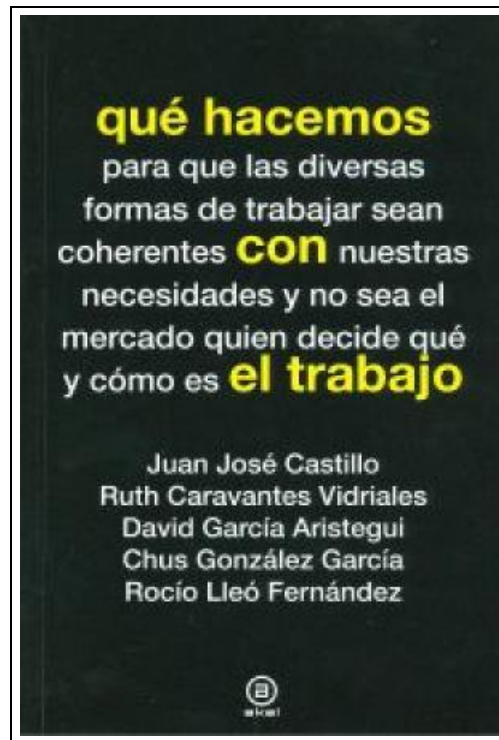 qué hacemos
para que las diversas
formas de trabajar sean
coherentes con nuestras
necesidades y no sea el
mercado quien decide qué
y cómo es el trabajo
Juan José Castillo
Ruth Caravantes Vidriales
David García Aristegui
Chus González García
Rocío Lleó Fernández
akal